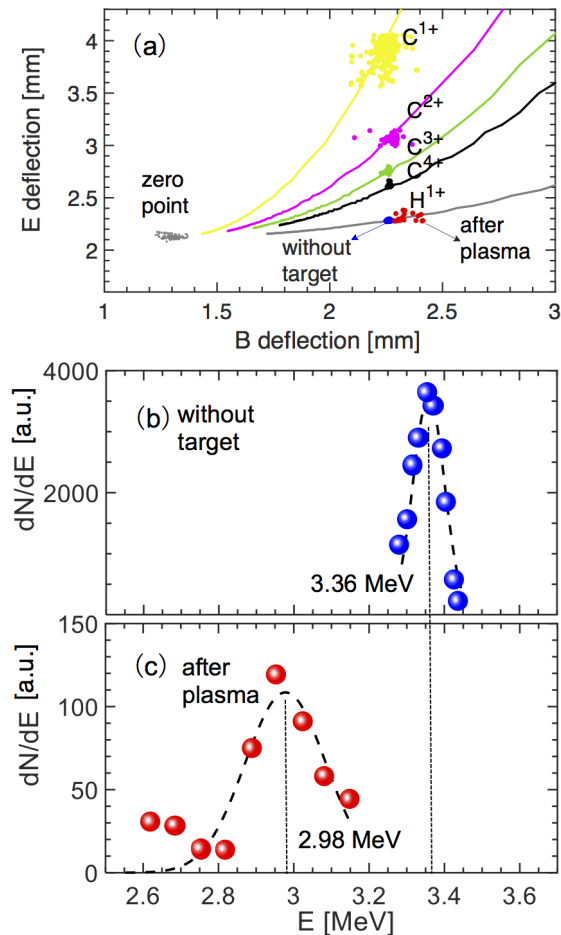 (a)
C1+
4
E deflection [mm]
3.5
C2+
3
C3+
C4+
zero
point
2.5
H1+
2
without
target
after
plasma
1
1.5
2
2.5
3
B deflection [mm]
4000
(b) without
target
dN/dE [a.u.]
2000
3.36 MeV
150
(c) after
plasma
dN/dE [a.u.]
100
50
2.98 MeV
0
2.6
2.8
3
3.2
3.4
3.6
E [MeV]